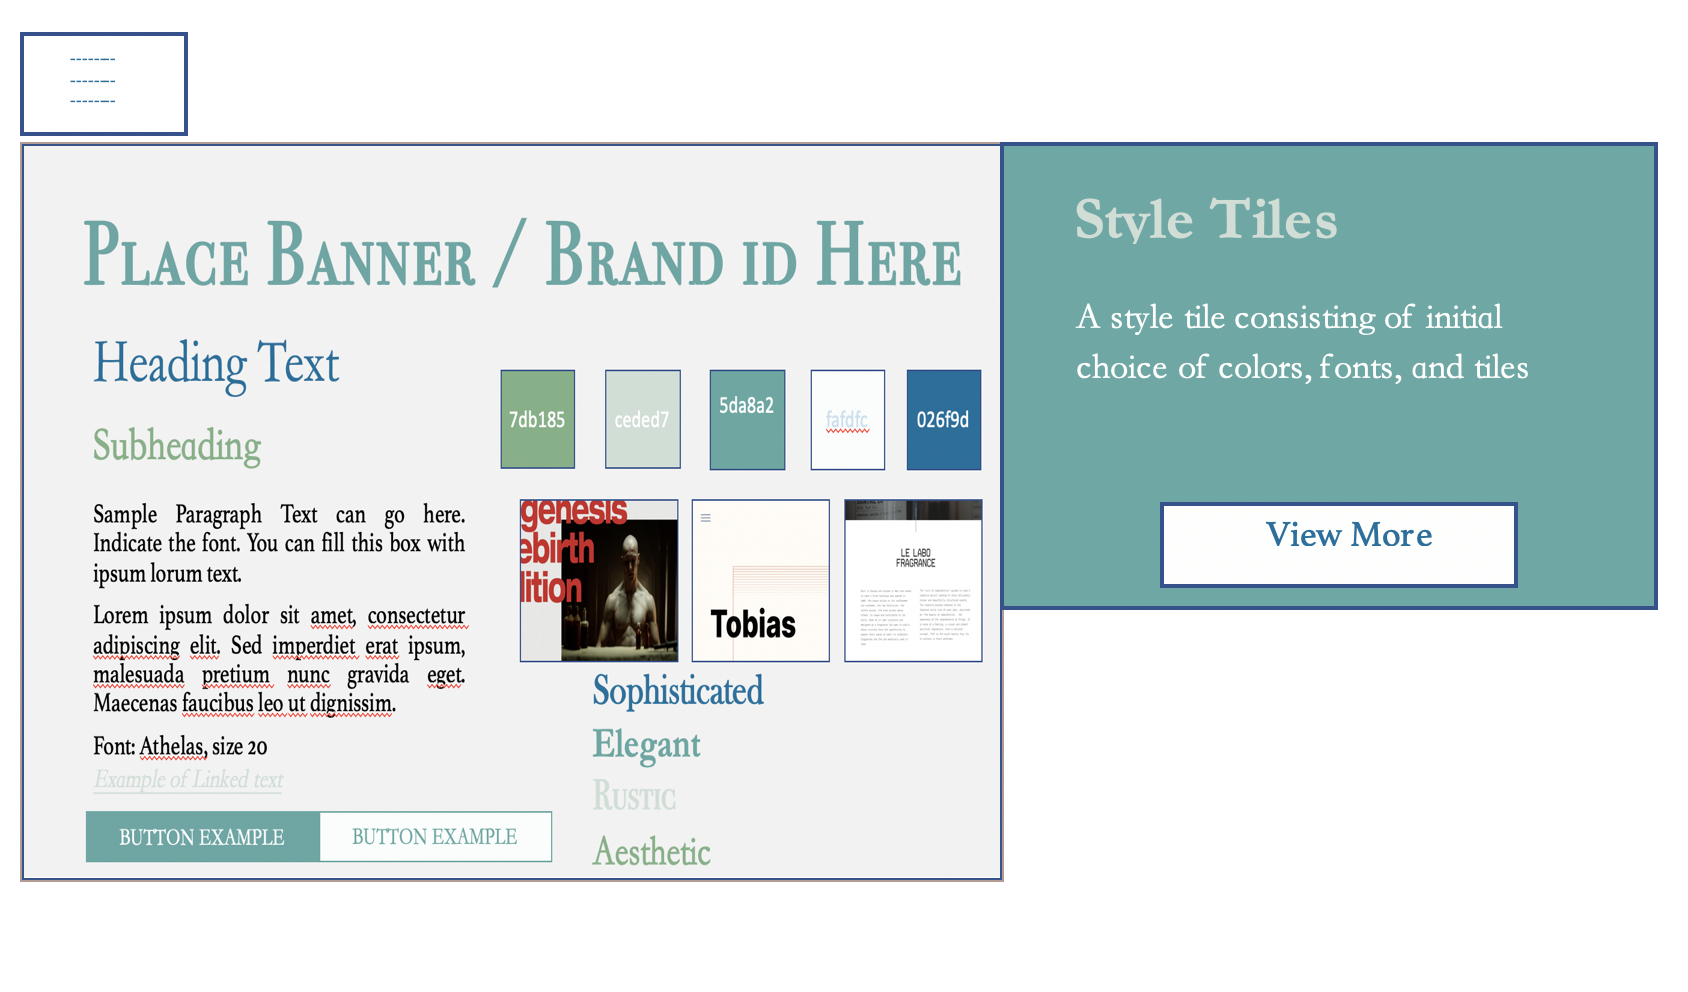 --------
--------
--------
Place Banner / Brand id Here
Heading Text
Subheading
Sample Paragraph Text can go here.
Indicate the font. You can fill this box with
ipsum lorum text.
Lorem ipsum dolor sit amet, consectetur
adipiscing elit. Sed imperdiet erat ipsum,
malesuada pretium nunc gravida eget.
Maecenas faucibus leo ut dignissim.
Font: Athelas, size 20
Example of Linked text
BUTTON EXAMPLE
BUTTON EXAMPLE
7db185
ceded7
5da8a2
fafdfc
026f9d
genesis
ebirth
lition
Tobias
LE LABO
FRAGRANCE
Sophisticated
Elegant
Rustic
Aesthetic
Style Tiles
A style tile consisting of initial
choice of colors, fonts, and tiles
View More